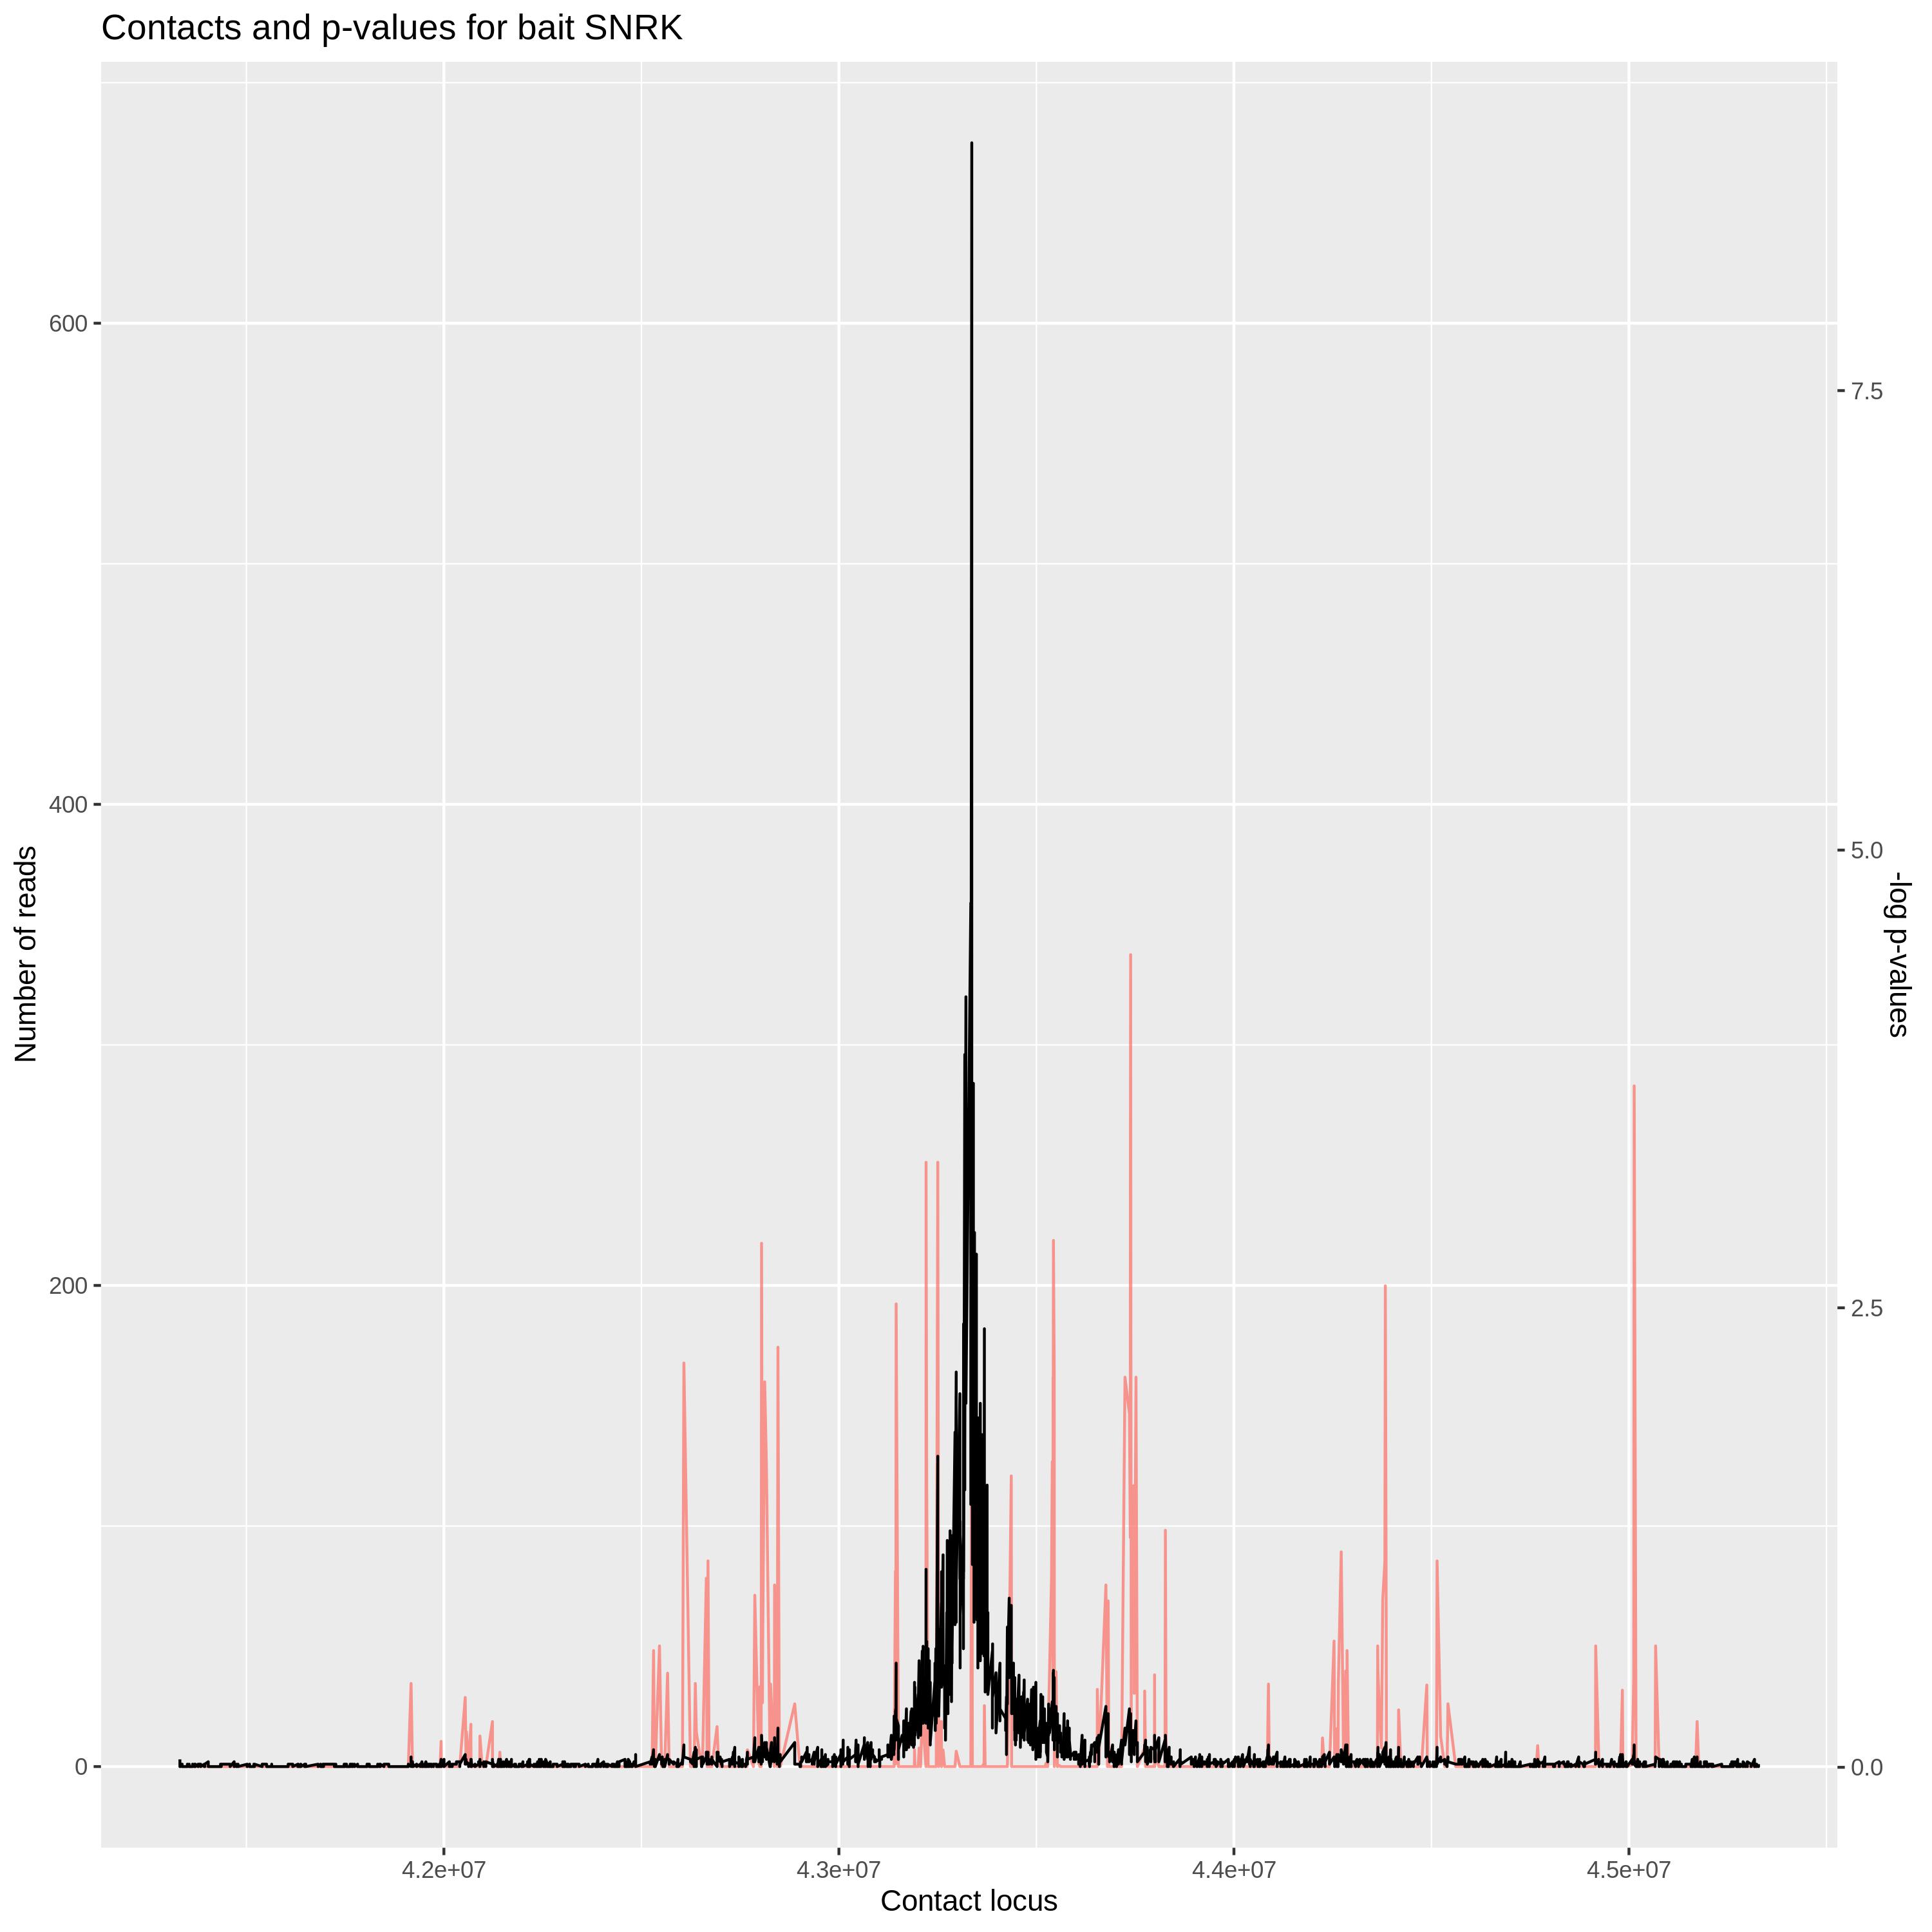 Contacts and p-values for bait SNRK
600
400
200
0
Number of reads
7.5
5.0
2.5
0.0
-log p-values
4.2e+07
4.3e+07
4.4e+07
4.5e+07
Contact locus